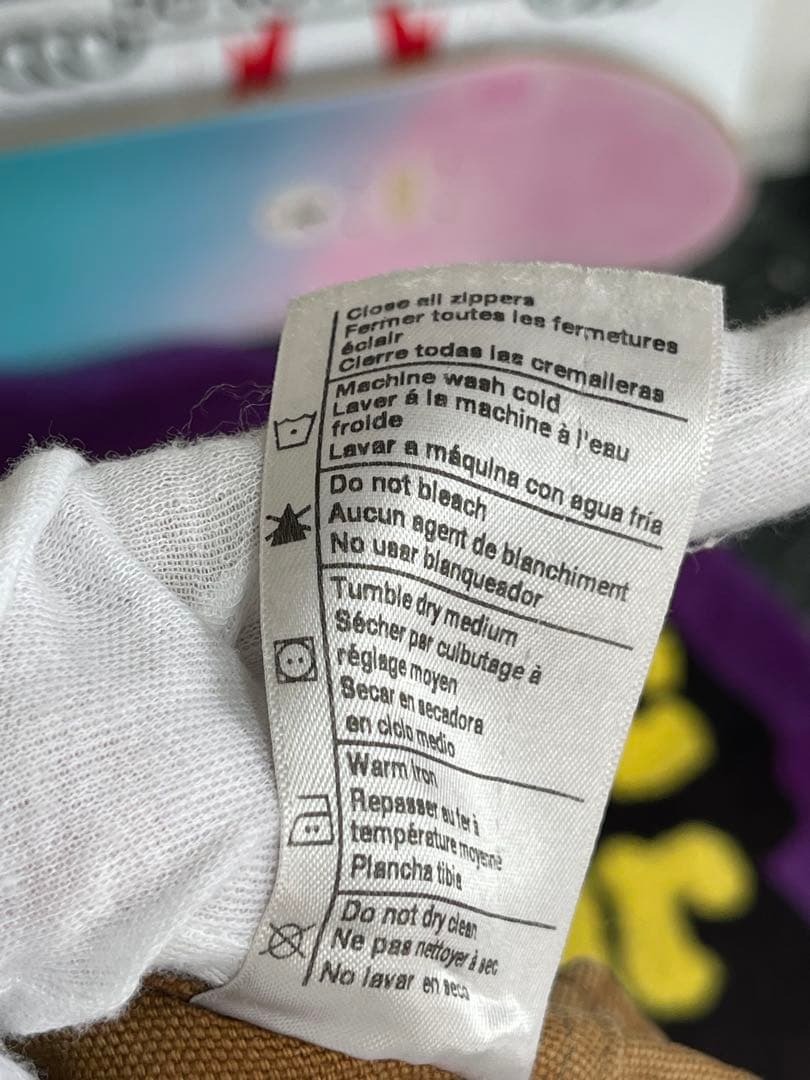 Close all zippers
Fermer toutes les fermetures
éclair
Cierre todas las cremalleras
Machine wash cold
Laver á la machine à l'eau
froide
Lavar a máquina con agua fría
Do not bleach
Aucun agent de blanchiment
No usar blanqueador
Tumble dry medium
Sécher par culbutage à
réglage moyen
Secar en secadora
en ciclo medio
Warm iron
Repasser au fer à
température moyenne
Plancha tibia
Do not dry clean
Ne pas nettoyer à sec
No lavar en seco